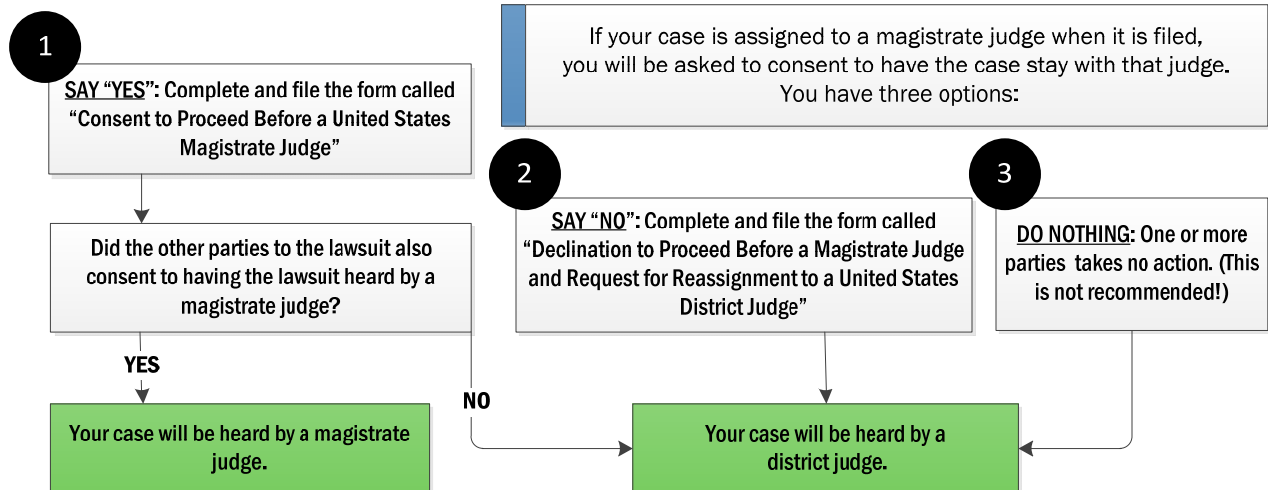 1
SAY “YES”: Complete and file the form called
“Consent to Proceed Before a United States
Magistrate Judge”
If your case is assigned to a magistrate judge when it is filed,
you will be asked to consent to have the case stay with that judge.
You have three options:
2
SAY “NO”: Complete and file the form called
“Declination to Proceed Before a Magistrate Judge
and Request for Reassignment to a United States
District Judge”
3
DO NOTHING: One or more
parties takes no action. (This
is not recommended!)
Did the other parties to the lawsuit also
consent to having the lawsuit heard by a
magistrate judge?
YES
NO
Your case will be heard by a magistrate
judge.
Your case will be heard by a
district judge.